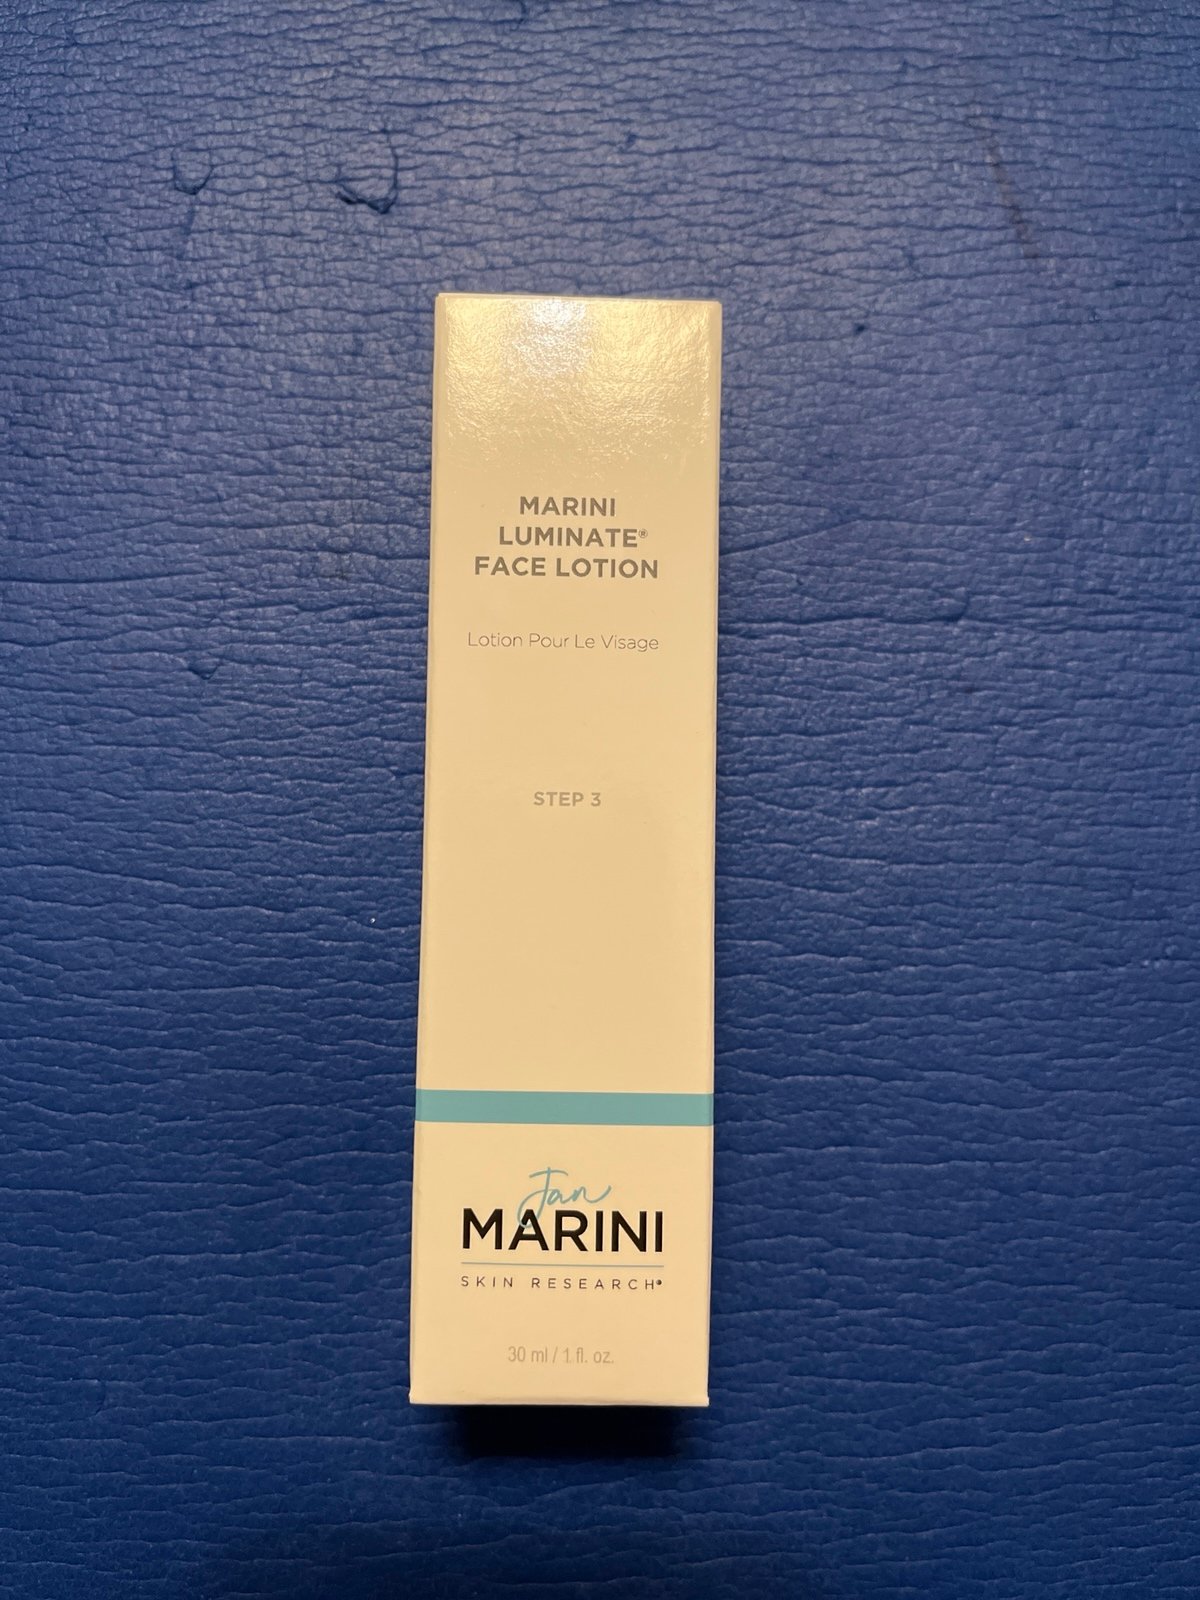 MARINI
LUMINATE®
FACE LOTION
Lotion Pour Le Visage
STEP 3
Jan
MARINI
SKIN RESEARCH®
30 ml / 1 fl. oz.